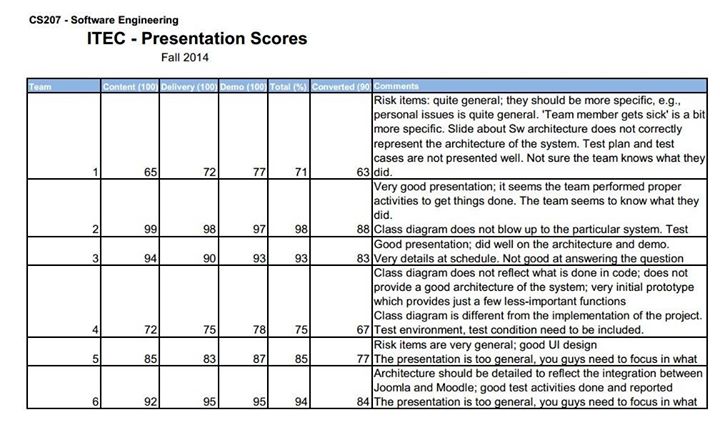 CS207 - Software Engineering
ITEC - Presentation Scores
Fall 2014
Team Content (100) Delivery (100) Demo (100) Total (%) Converted (90 Comments
Risk items: quite general; they should be more specific, e.g.,
personal issues is quite general. 'Team member gets sick' is a bit
more specific. Slide about Sw architecture does not correctly
represent the architecture of the system. Test plan and test
cases are not presented well. Not sure the team knows what they
1 65 72 77 71 63 did.
Very good presentation; it seems the team performed proper
activities to get things done. The team seems to know what they
did.
2 99 98 97 98 88 Class diagram does not blow up to the particular system. Test
Good presentation; did well on the architecture and demo.
3 94 90 93 93 83 Very details at schedule. Not good at answering the question
Class diagram does not reflect what is done in code; does not
provide a good architecture of the system; very initial prototype
which provides just a few less-important functions
Class diagram is different from the implementation of the project.
4 72 75 78 75 67 Test environment, test condition need to be included.
Risk items are very general; good UI design
5 85 83 87 85 77 The presentation is too general, you guys need to focus in what
Architecture should be detailed to reflect the integration between
Joomla and Moodle; good test activities done and reported
6 92 95 95 94 84 The presentation is too general, you guys need to focus in what